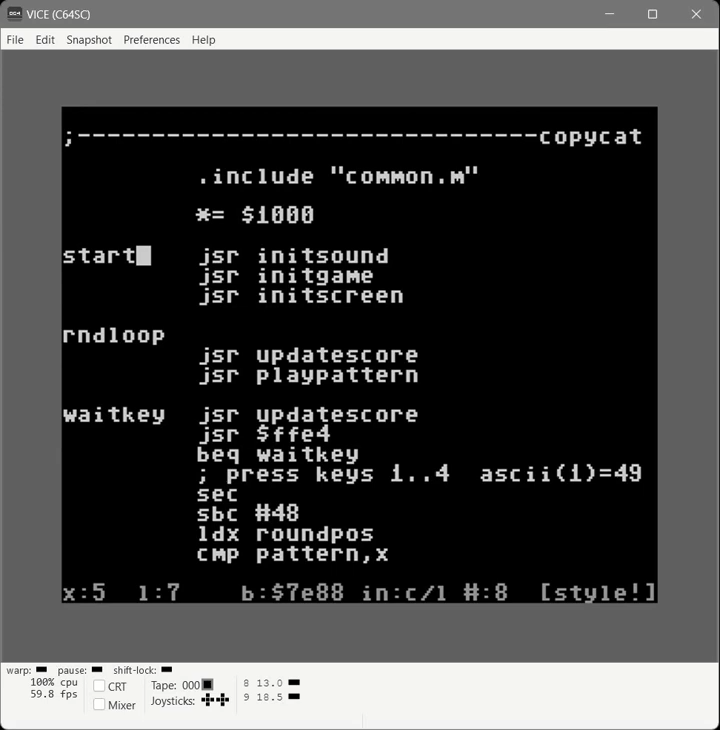 VICE (C64SC)
File Edit Snapshot Preferences Help
;-------------------------------copycat
.include "common.m"
*= $1000
start jsr initsound
jsr initgame
jsr initscreen
rndloop
jsr updatescore
jsr playpattern
waitkey jsr updatescore
jsr $ffe4
beq waitkey
; press keys 1..4 ascii(1)=49
sec
sbc #48
ldx roundpos
cmp pattern,x
x:5 l:7 b:$7e88 in:c/l #:8 [style!]
warp: pause: shift-lock:
100% cpu
59.8 fps
CRT
Mixer
Tape: 000
Joysticks:
8 13.0
9 18.5